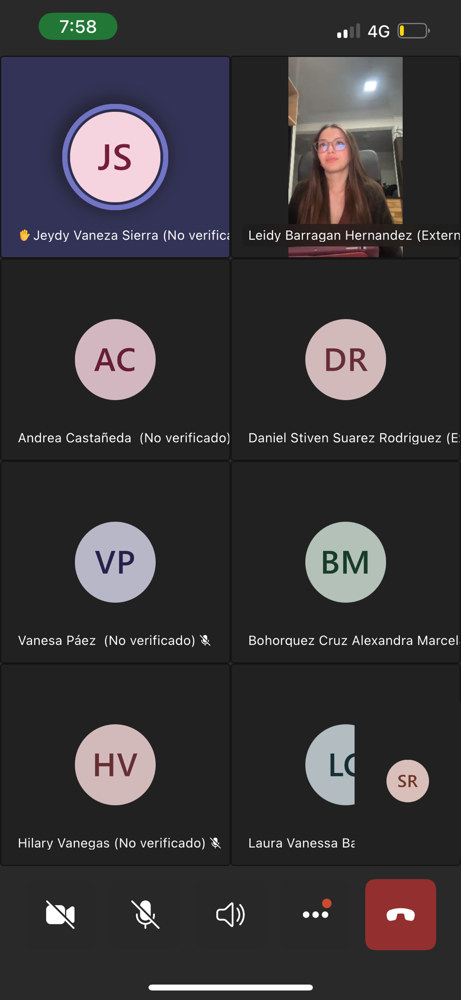 7:58
4G
JS
✋ Jeydy Vaneza Sierra (No verifica
Leidy Barragan Hernandez (Extern
AC
DR
Andrea Castañeda (No verificado)
Daniel Stiven Suarez Rodriguez (E
VP
BM
Vanesa Páez (No verificado)
Bohorquez Cruz Alexandra Marcel
HV
L
SR
Hilary Vanegas (No verificado)
Laura Vanessa Ba